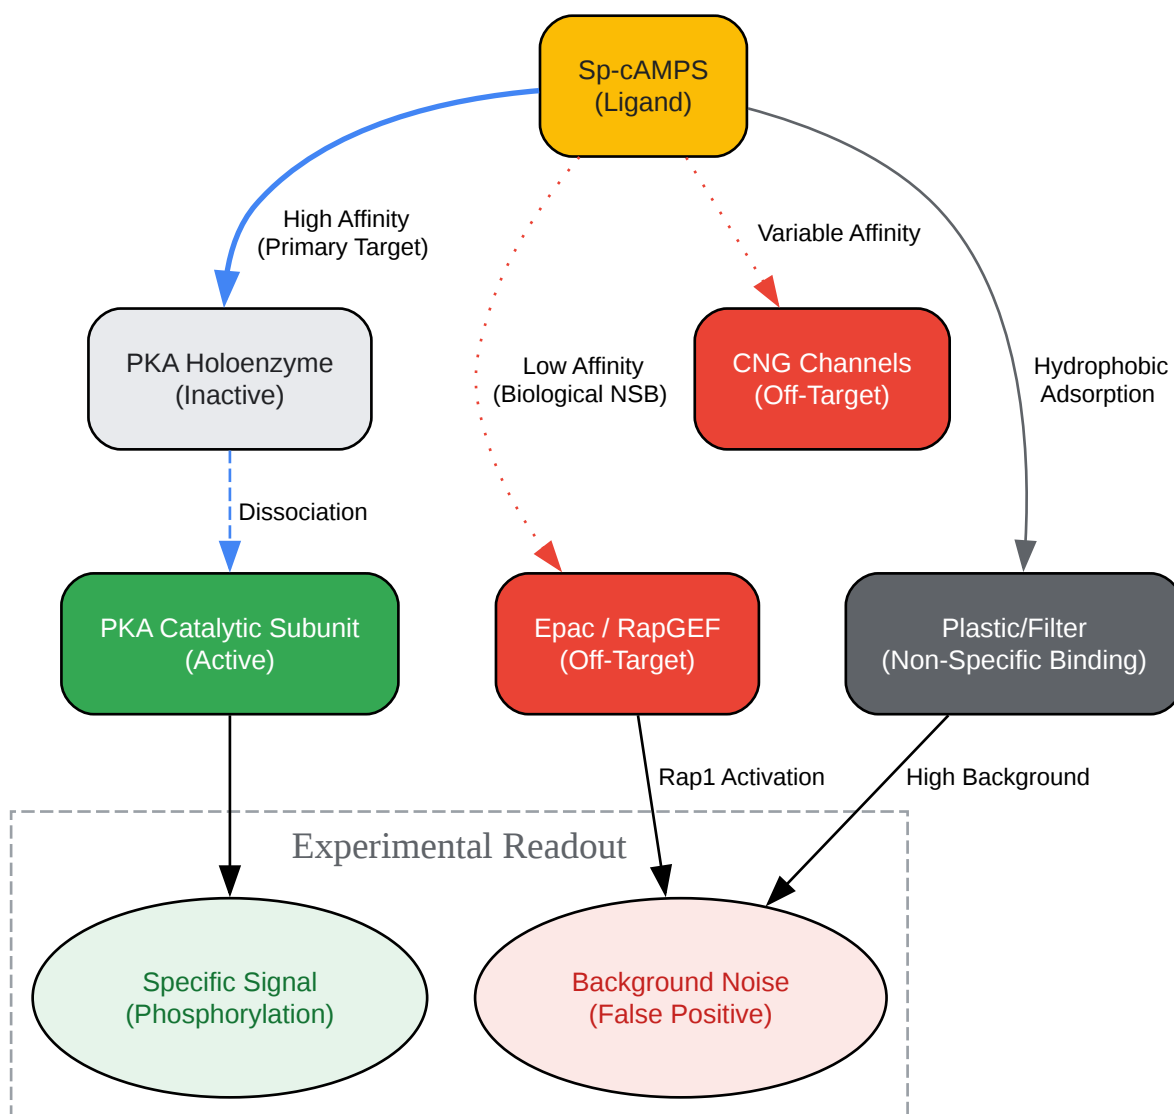 Sp-cAMPS
(Ligand)
High Affinity
(Primary Target)
Variable Affinity
PKA Holoenzyme
(Inactive)
Low Affinity
(Biological NSB)
CNG Channels
(Off-Target)
Hydrophobic
Adsorption
Dissociation
PKA Catalytic Subunit
(Active)
Epac / RapGEF
(Off-Target)
Plastic/Filter
(Non-Specific Binding)
Rap1 Activation
High Background
Experimental Readout
Specific Signal
(Phosphorylation)
Background Noise
(False Positive)